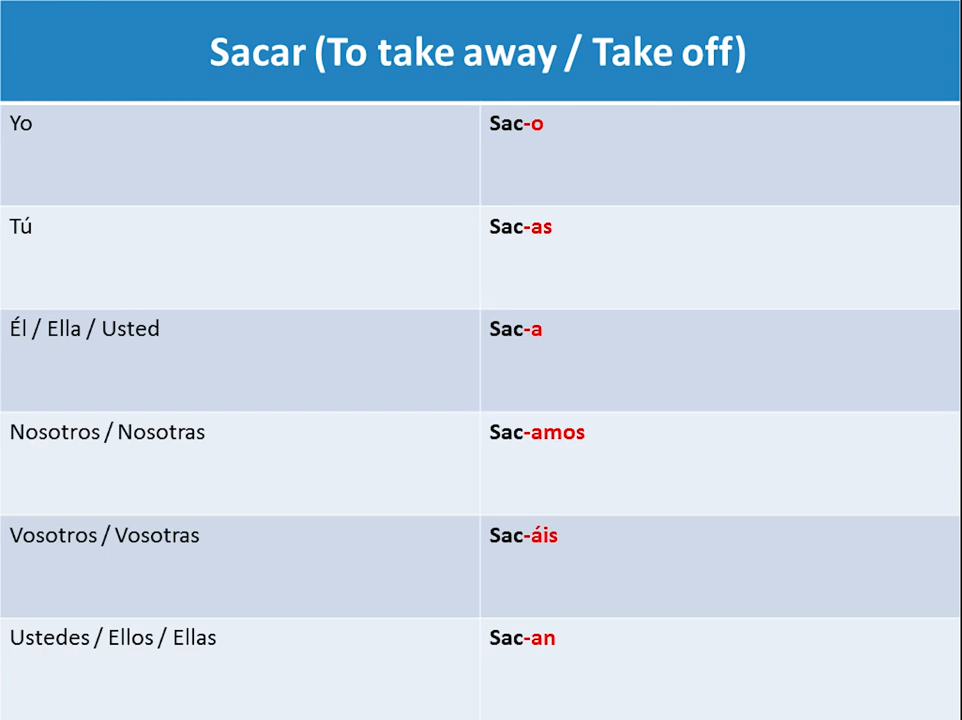 Sacar (To take away / Take off)
Yo Sac-o
Tú Sac-as
Él / Ella / Usted Sac-a
Nosotros / Nosotras Sac-amos
Vosotros / Vosotras Sac-áis
Ustedes / Ellos / Ellas Sac-an